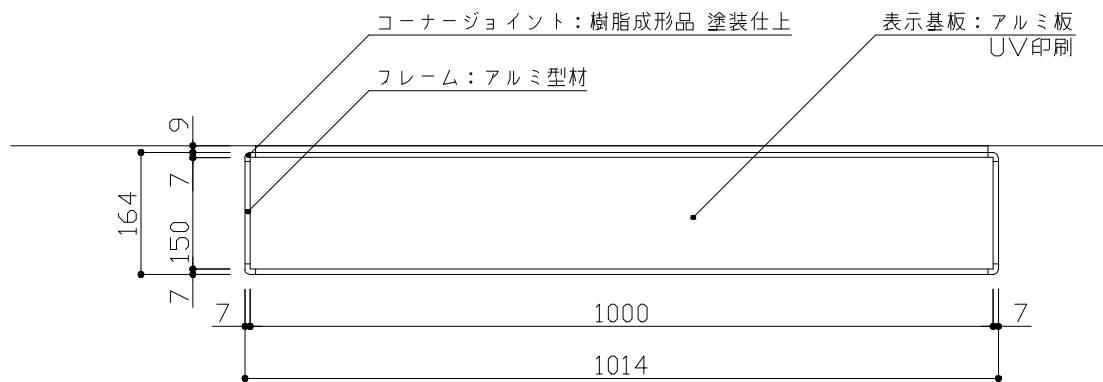 コーナージョイント：樹脂成形品 塗装仕上
表示基板：アルミ板
UV印刷
フレーム：アルミ型材
9
7
164
150
7
7
1000
7
1014